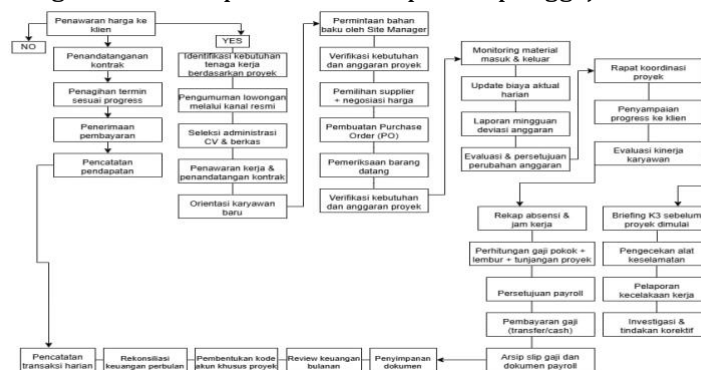 Penawaran harga ke
klien
NO
YES
Penandatanganan
kontrak
Penagihan termin
sesuai progress
Penerimaan
pembayaran
Pencatatan
pendapatan
Identifikasi kebutuhan
tenaga kerja
berdasarkan proyek
Pengumuman lowongan
melalui kanal resmi
Seleksi administrasi
CV & berkas
Penawaran kerja &
penandatangan kontrak
Orientasi karyawan
baru
Permintaan bahan
baku oleh Site Manager
Verifikasi kebutuhan
dan anggaran proyek
Pemilihan supplier
+ negosiasi harga
Pembuatan Purchase
Order (PO)
Pemeriksaan barang
datang
Verifikasi kebutuhan
dan anggaran proyek
Monitoring material
masuk & keluar
Update biaya aktual
harian
Laporan mingguan
deviasi anggaran
Evaluasi & persetujuan
perubahan anggaran
Rapat koordinasi
proyek
Penyampaian
progress ke klien
Evaluasi kinerja
karyawan
Rekap absensi &
jam kerja
Perhitungan gaji pokok +
lembur + tunjangan proyek
Persetujuan payroll
Pembayaran gaji
(transfer/cash)
Arsip slip gaji dan
dokumen payroll
Briefing K3 sebelum
proyek dimulai
Pengecekan alat
keselamatan
Pelaporan
kecelakaan kerja
Investigasi &
tindakan korektif
Pencatatan
transaksi harian
Rekonsiliasi
keuangan perbulan
Pembentukan kode
akun khusus proyek
Review keuangan
bulanan
Penyimpanan
dokumen